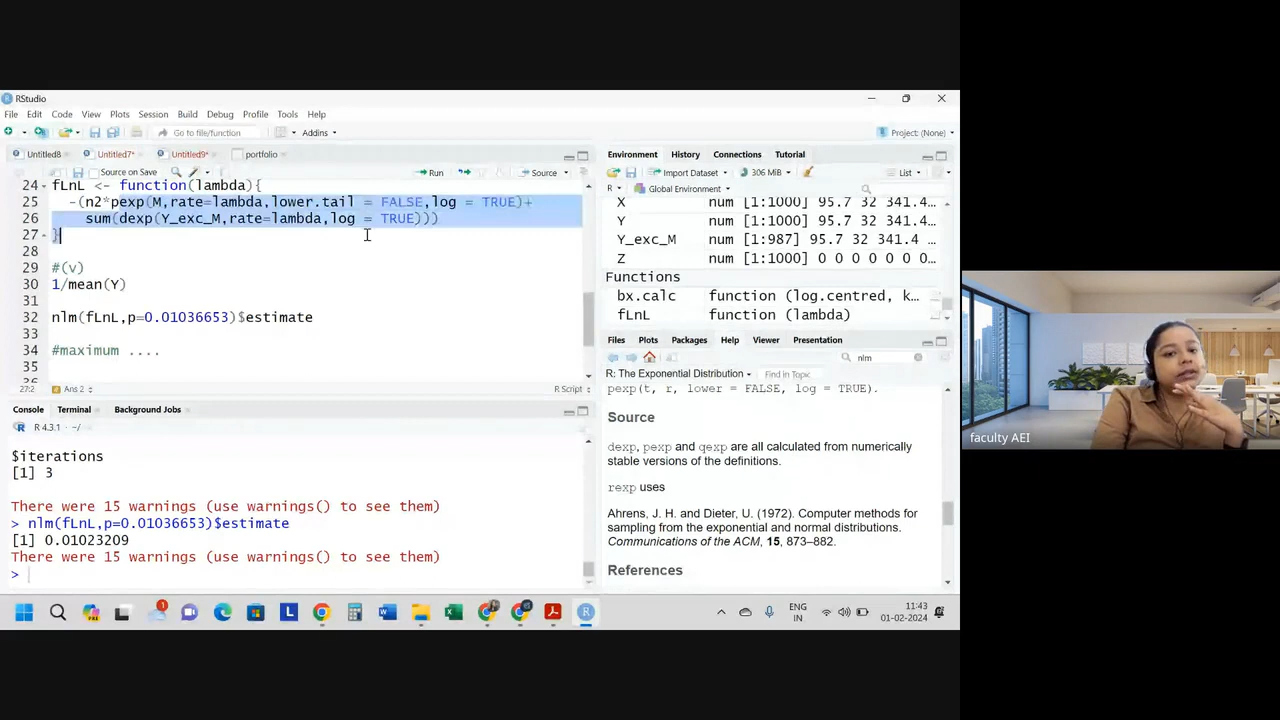 RStudio
File Edit Code View Plots Session Build Debug Profile Tools Help
Go to file/function Addins Project: (None)
Untitled8 Untitled7* Untitled9* portfolio
Source on Save Run Source
24 fLnL <- function(lambda){
25 -(n2*pexp(M,rate=lambda,lower.tail = FALSE,log = TRUE)+
26 sum(dexp(Y_exc_M,rate=lambda,log = TRUE)))
27 }
28
29 #(v)
30 1/mean(Y)
31
32 nlm(fLnL,p=0.01036653)$estimate
33
34 #maximum ....
35
36
27:2 Ans 2 R Script
Console Terminal Background Jobs
R 4.3.1 · ~/
$iterations
[1] 3
There were 15 warnings (use warnings() to see them)
> nlm(fLnL,p=0.01036653)$estimate
[1] 0.01023209
There were 15 warnings (use warnings() to see them)
>
Environment History Connections Tutorial
Import Dataset 306 MiB List
R Global Environment
X num [1:1000] 95.7 32 341.4…
Y num [1:1000] 95.7 32 341.4…
Y_exc_M num [1:987] 95.7 32 341.4 …
Z num [1:1000] 0 0 0 0 0 0 0…
Functions
bx.calc function (log.centred, k…
fLnL function (lambda)
Files Plots Packages Help Viewer Presentation
nlm
R: The Exponential Distribution Find in Topic
pexp(t, r, lower = FALSE, log = TRUE).
Source
dexp, pexp and qexp are all calculated from numerically
stable versions of the definitions.
rexp uses
Ahrens, J. H. and Dieter, U. (1972). Computer methods for
sampling from the exponential and normal distributions.
Communications of the ACM, 15, 873–882.
References
faculty AEI
1
ENG
IN
11:43
01-02-2024